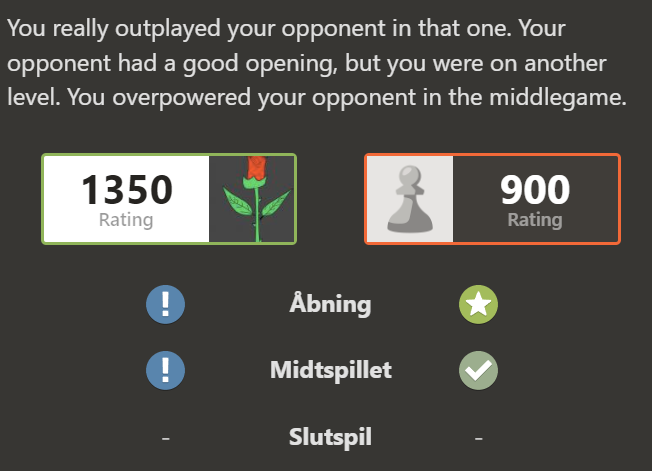 You really outplayed your opponent in that one. Your
opponent had a good opening, but you were on another
level. You overpowered your opponent in the middlegame.
1350
Rating
900
Rating
! Åbning
! Midtspillet
- Slutspil -